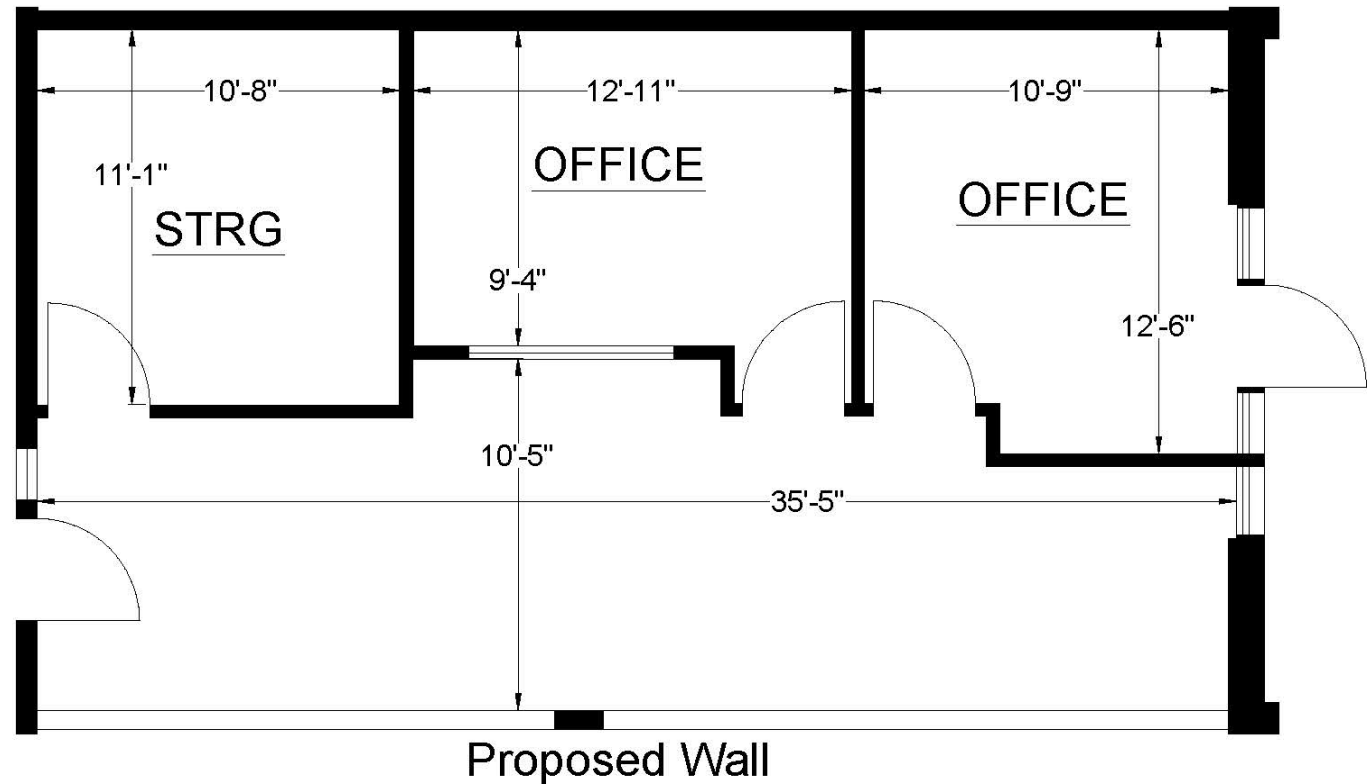 10'-8"
12'-11"
10'-9"
11'-1"
OFFICE
OFFICE
STRG
9'-4"
12'-6"
10'-5"
35'-5"
Proposed Wall